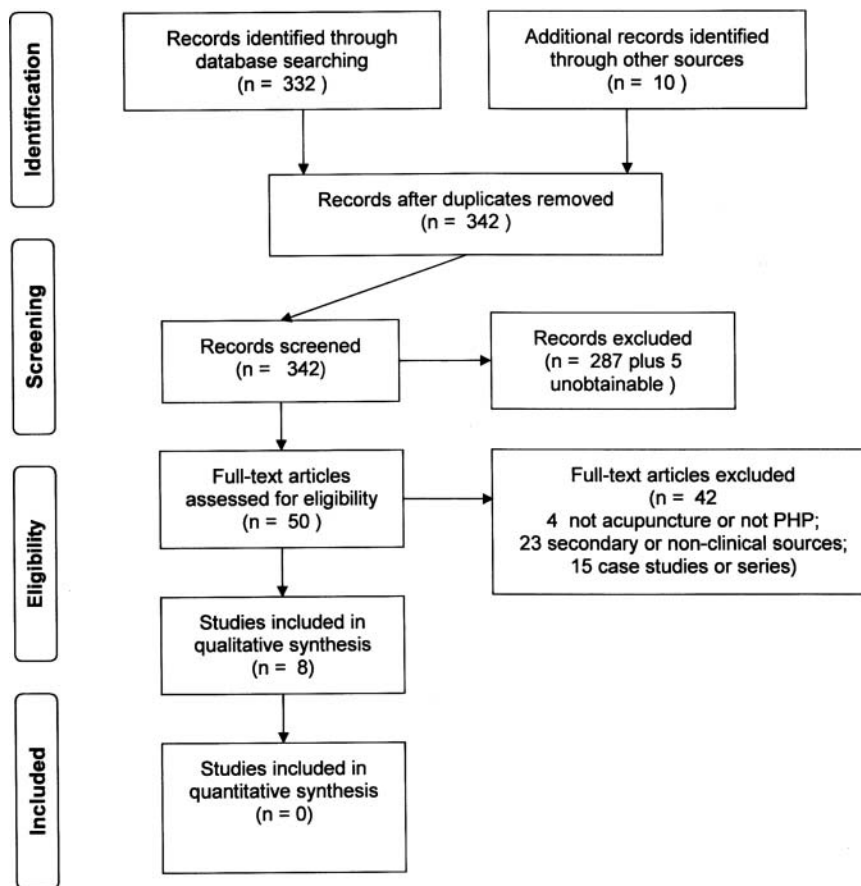 Identification
Records identified through
database searching
(n = 332 )
Additional records identified
through other sources
(n = 10 )
Records after duplicates removed
(n = 342 )
Screening
Records screened
(n = 342)
Records excluded
(n = 287 plus 5
unobtainable )
Eligibility
Full-text articles
assessed for eligibility
(n = 50 )
Full-text articles excluded
(n = 42
4 not acupuncture or not PHP;
23 secondary or non-clinical sources;
15 case studies or series)
Studies included in
qualitative synthesis
(n = 8)
Included
Studies included in
quantitative synthesis
(n = 0)